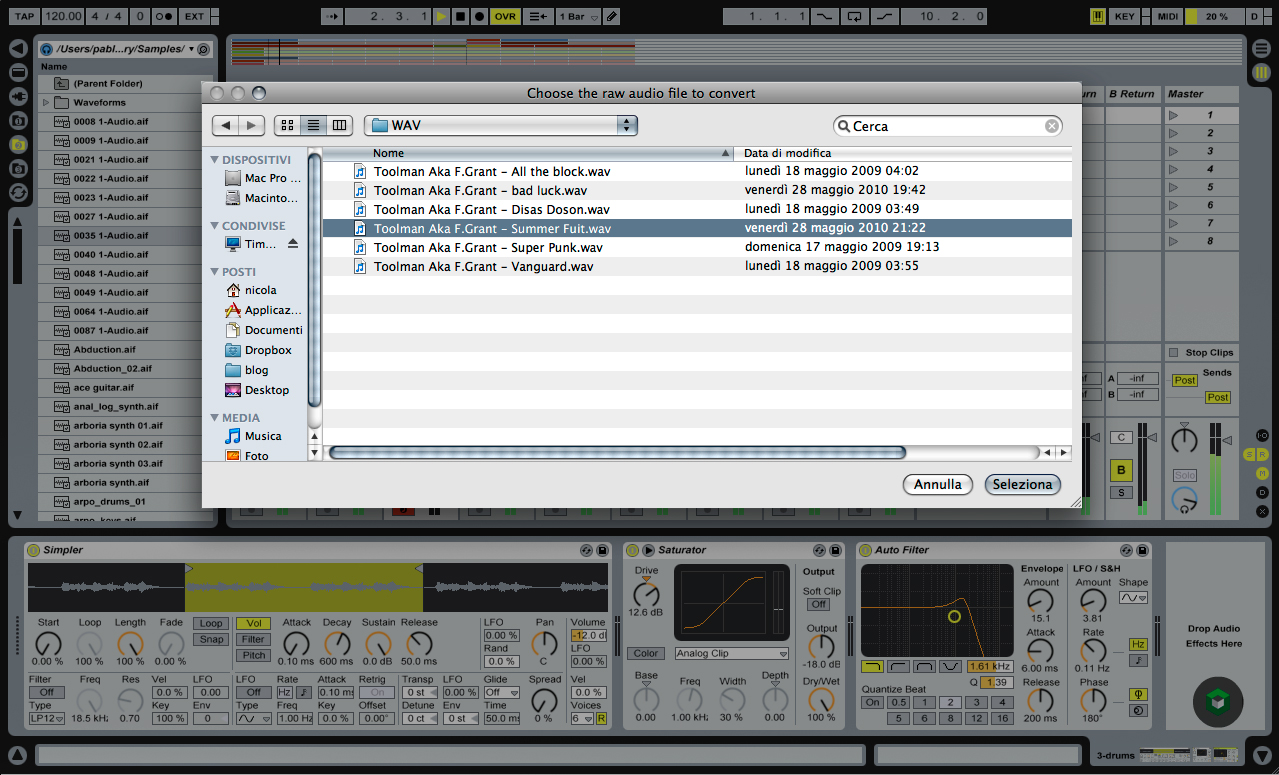 TAP 120.00 4 / 4 0 EXT 2. 3. 1 OVR 1 Bar 1. 1. 1 10. 2. 0 KEY MIDI 20 % D
/Users/pabl...ry/Samples/
Name
(Parent Folder)
Waveforms
0008 1-Audio.aif
0009 1-Audio.aif
0021 1-Audio.aif
0022 1-Audio.aif
0023 1-Audio.aif
0027 1-Audio.aif
0035 1-Audio.aif
0040 1-Audio.aif
0048 1-Audio.aif
0049 1-Audio.aif
0064 1-Audio.aif
0087 1-Audio.aif
Abduction.aif
Abduction_02.aif
ace guitar.aif
anal_log_synth.aif
arboria synth 01.aif
arboria synth 02.aif
arboria synth 03.aif
arboria synth.aif
arpo_drums_01
arpo_keys.aif
Choose the raw audio file to convert
WAV
Cerca
DISPOSITIVI
Mac Pro ...
Macinto...
CONDIVISE
Tim...
POSTI
nicola
Applicaz...
Documenti
Dropbox
blog
Desktop
MEDIA
Musica
Foto
Nome Data di modifica
Toolman Aka F.Grant – All the block.wav lunedì 18 maggio 2009 04:02
Toolman Aka F.Grant – bad luck.wav venerdì 28 maggio 2010 19:42
Toolman Aka F.Grant – Disas Doson.wav lunedì 18 maggio 2009 03:49
Toolman Aka F.Grant – Summer Fuit.wav venerdì 28 maggio 2010 21:22
Toolman Aka F.Grant – Super Punk.wav domenica 17 maggio 2009 19:13
Toolman Aka F.Grant – Vanguard.wav lunedì 18 maggio 2009 03:55
Annulla Seleziona
urn B Return Master
1
2
3
4
5
6
7
8
Stop Clips
Sends
A -inf Post
B -inf Post
C
B Solo
S
Simpler
Start Loop Length Fade Loop Snap
0.00 % 100 % 100 % 0.00 %
Vol Filter Pitch
Attack Decay Sustain Release
0.10 ms 600 ms 0.0 dB 50.0 ms
LFO 0.00 % Rand 0.0 %
Pan C
Volume -12.0 dB LFO 0.00 %
Filter Off Type LP12
Freq 18.5 kHz
Res 0.70
Vel 0.0 % Key 100 %
LFO 0.00 Env 0
LFO Off Type
Rate Hz Freq 1.00 Hz
Attack 0.10 ms Key 0.0 %
Retrig On Offset 0.00°
Transp 0 st Detune 0 ct
LFO 0.00 % Env 0 st
Glide Off Time 50.0 ms
Spread 0 %
Vel 0.0 % Voices 6 R
Saturator
Drive 12.6 dB
Color Analog Clip
Base Freq Width Depth
0.00 1.00 kHz 30 % 0.00
Output
Soft Clip
Off
Output
-18.0 dB
Dry/Wet
100 %
Auto Filter
1.61 kHz
Q 1.39
Quantize Beat
On 0.5 1 2 3 4
5 6 8 12 16
Envelope
Amount
15.1
Attack
6.00 ms
Release
200 ms
LFO / S&H
Amount Shape
3.81
Rate
0.11 Hz Hz
Phase
180°
Drop Audio
Effects Here
3-drums